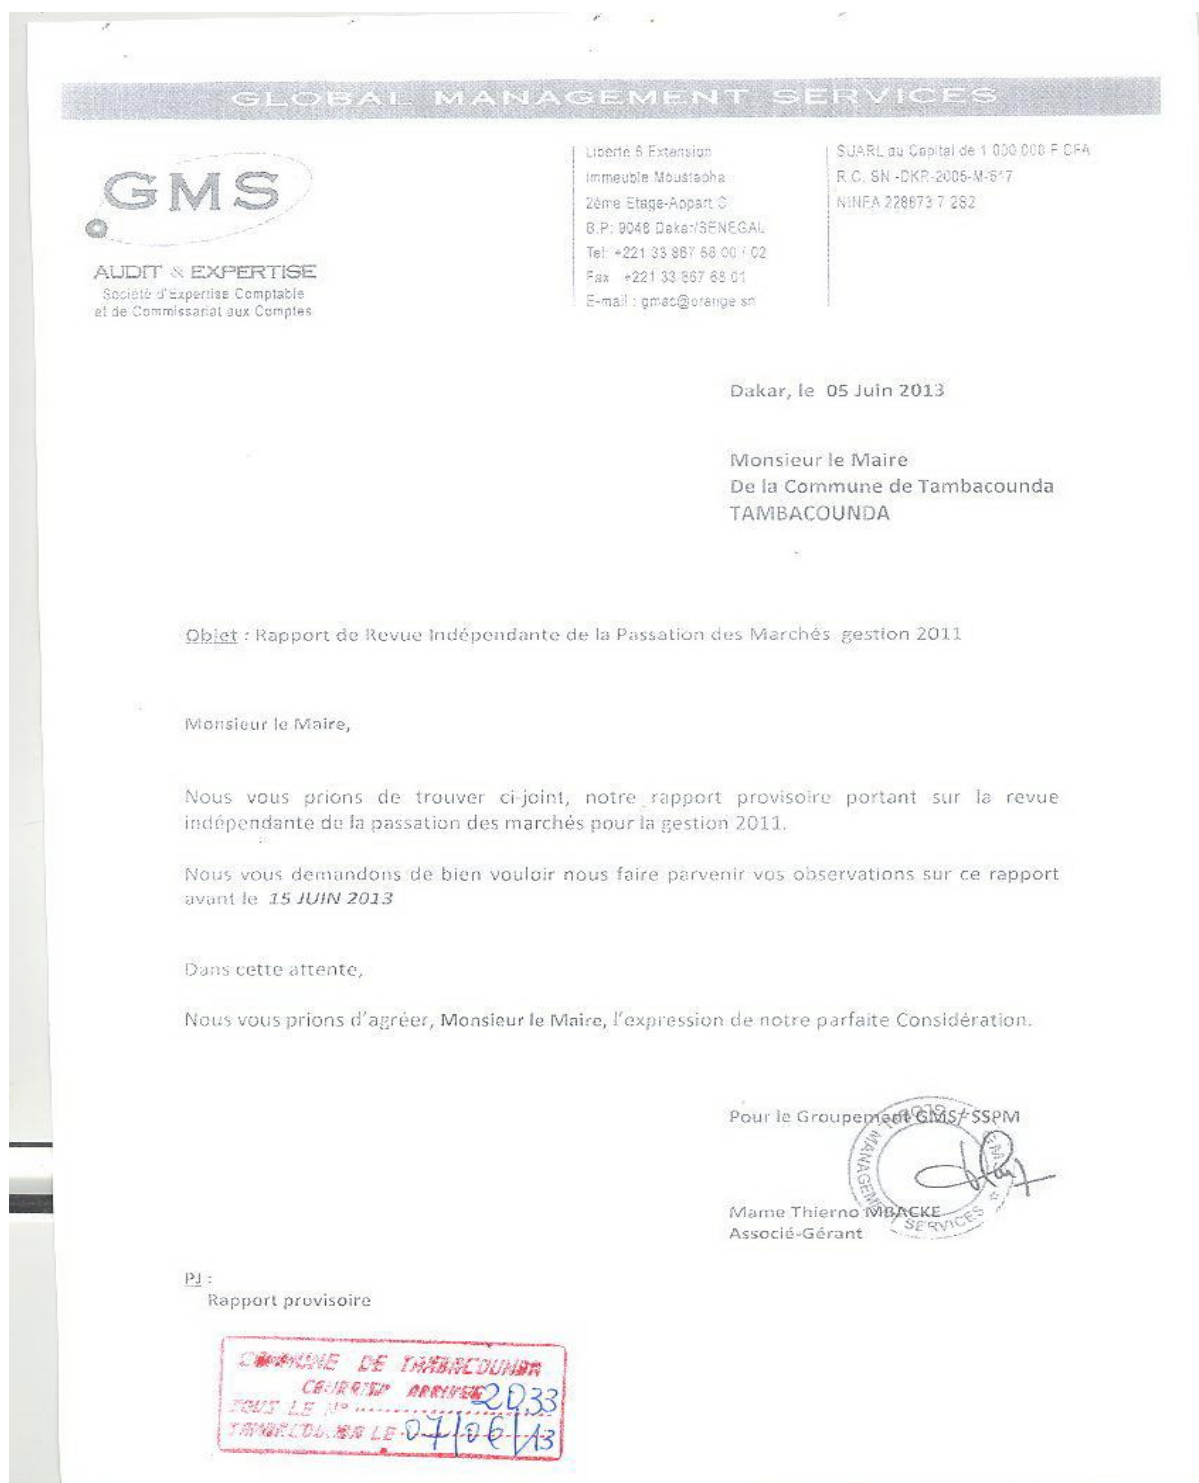 GLOBAL MANAGEMENT SERVICES
GMS
AUDIT & EXPERTISE
Société d'Expertise Comptable
et de Commissariat aux Comptes
Liberté 6 Extension
Immeuble Moustapha
2ème Etage-Appart C
B.P: 9046 Dakar/SENEGAL
Tel: +221 33 867 68 00 / 02
Fax +221 33 867 68 01
E-mail : gmac@orange.sn
SUARL au Capital de 1 000 000 F CFA
R.C. SN -DKR-2005-M-517
NINEA 228673 7 2S2
Dakar, le 05 Juin 2013
Monsieur le Maire
De la Commune de Tambacounda
TAMBACOUNDA
Objet : Rapport de Revue Indépendante de la Passation des Marchés gestion 2011
Monsieur le Maire,
Nous vous prions de trouver ci-joint, notre rapport provisoire portant sur la revue
indépendante de la passation des marchés pour la gestion 2011.
Nous vous demandons de bien vouloir nous faire parvenir vos observations sur ce rapport
avant le 15 JUIN 2013
Dans cette attente,
Nous vous prions d'agréer, Monsieur le Maire, l'expression de notre parfaite Considération.
Pour le Groupement GMS/ SSPM
MANAGEMENT SERVICES
Mame Thierno MBACKE
Associé-Gérant
PJ :
Rapport provisoire
COMMUNE DE TAMBACOUNDA
COURRIER ARRIVEE
SOUS LE N° 2033
TAMBACOUNDA LE 07/06/13